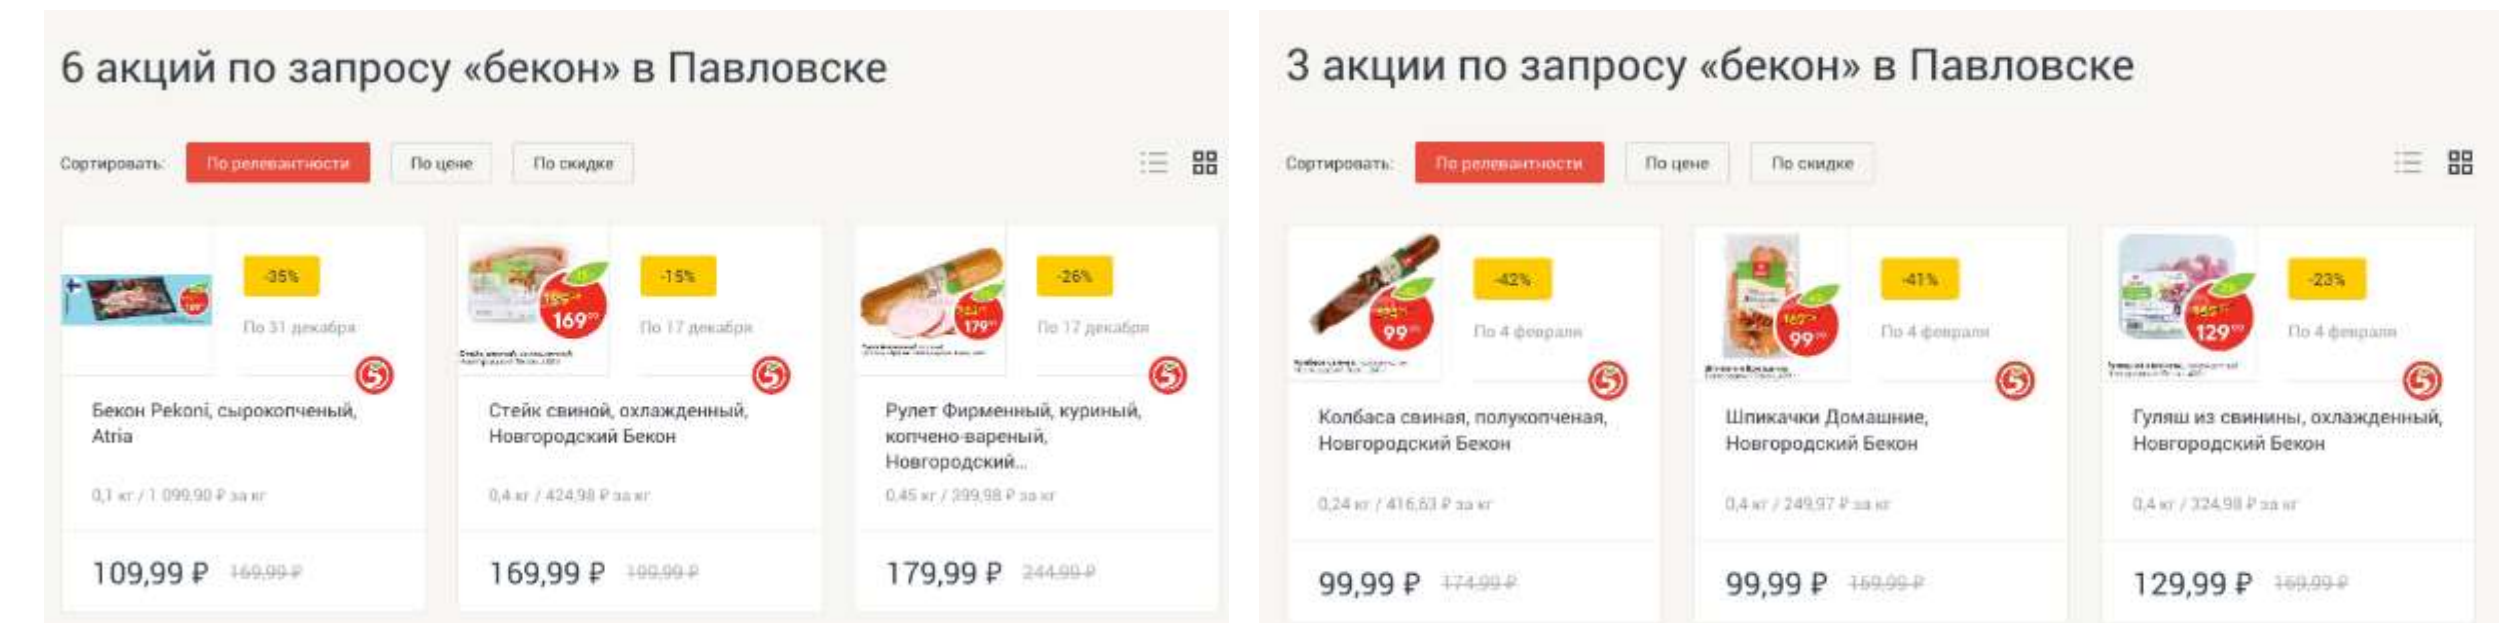 6 акций по запросу «бекон» в Павловске
Сортировать: По релевантности По цене По скидке
-35%
По 31 декабря
Бекон Pekoni, сырокопченый,
Atria
0,1 кг / 1 099,90 ₽ за кг
109,99 ₽ 169,99 ₽
-15%
169⁹⁹
По 17 декабря
Стейк свиной, охлажденный,
Новгородский Бекон
0,4 кг / 424,98 ₽ за кг
169,99 ₽ 199,99 ₽
-26%
179⁹⁹
По 17 декабря
Рулет Фирменный, куриный,
копчено-вареный,
Новгородский...
0,45 кг / 399,98 ₽ за кг
179,99 ₽ 244,99 ₽
3 акции по запросу «бекон» в Павловске
Сортировать: По релевантности По цене По скидке
-42%
99⁹⁹
По 4 февраля
Колбаса свиная, полукопченая,
Новгородский Бекон
0,24 кг / 416,63 ₽ за кг
99,99 ₽ 174,99 ₽
-41%
99⁹⁹
По 4 февраля
Шпикачки Домашние,
Новгородский Бекон
0,4 кг / 249,97 ₽ за кг
99,99 ₽ 169,99 ₽
-23%
129⁹⁹
По 4 февраля
Гуляш из свинины, охлажденный,
Новгородский Бекон
0,4 кг / 324,98 ₽ за кг
129,99 ₽ 169,99 ₽